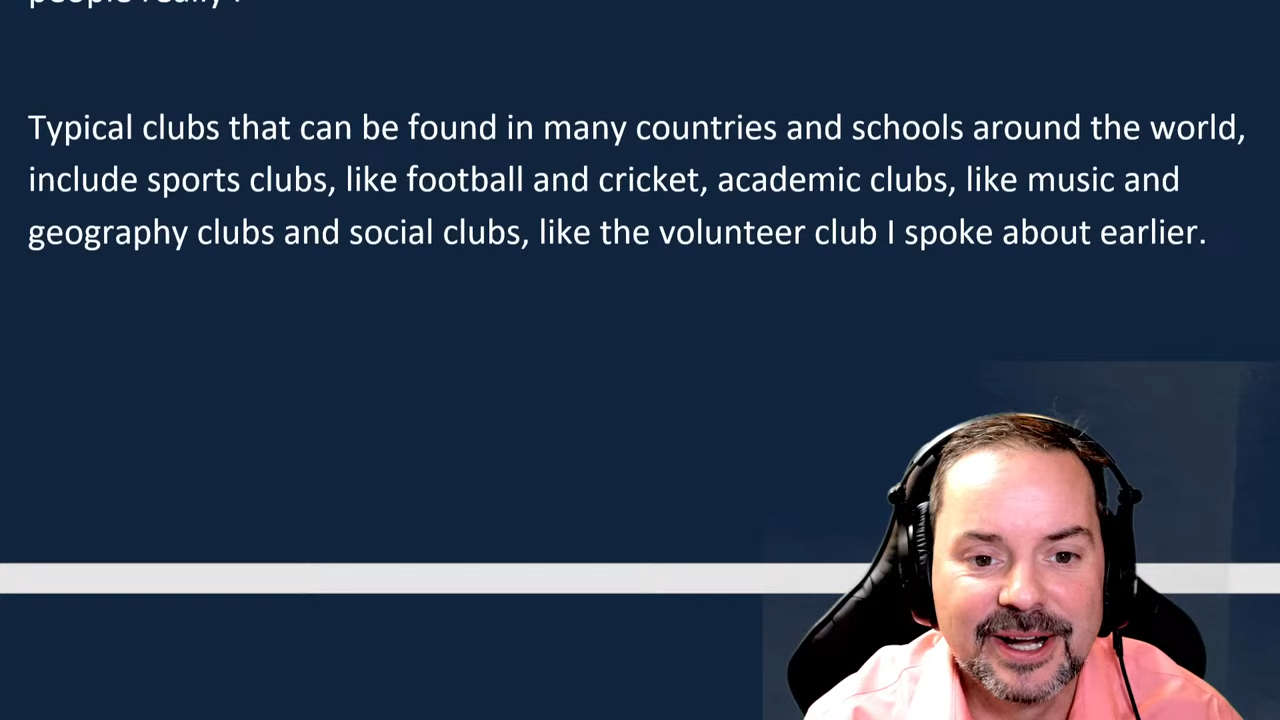 people really .
Typical clubs that can be found in many countries and schools around the world,
include sports clubs, like football and cricket, academic clubs, like music and
geography clubs and social clubs, like the volunteer club I spoke about earlier.